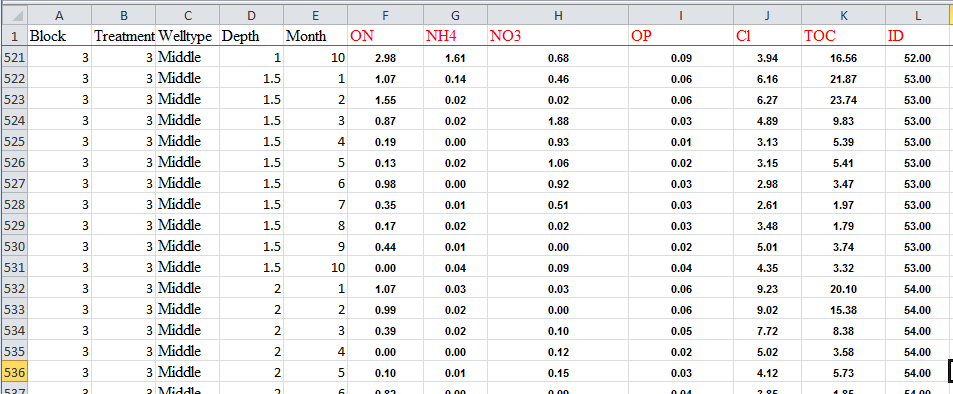 A B C D E F G H I J K L
1 Block Treatment Welltype Depth Month ON NH4 NO3 OP Cl TOC ID
521 3 3 Middle 1 10 2.98 1.61 0.68 0.09 3.94 16.56 52.00
522 3 3 Middle 1.5 1 1.07 0.14 0.46 0.06 6.16 21.87 53.00
523 3 3 Middle 1.5 2 1.55 0.02 0.02 0.06 6.27 23.74 53.00
524 3 3 Middle 1.5 3 0.87 0.02 1.88 0.03 4.89 9.83 53.00
525 3 3 Middle 1.5 4 0.19 0.00 0.93 0.01 3.13 5.39 53.00
526 3 3 Middle 1.5 5 0.13 0.02 1.06 0.02 3.15 5.41 53.00
527 3 3 Middle 1.5 6 0.98 0.00 0.92 0.03 2.98 3.47 53.00
528 3 3 Middle 1.5 7 0.35 0.01 0.51 0.03 2.61 1.97 53.00
529 3 3 Middle 1.5 8 0.17 0.02 0.02 0.03 3.48 1.79 53.00
530 3 3 Middle 1.5 9 0.44 0.01 0.00 0.02 5.01 3.74 53.00
531 3 3 Middle 1.5 10 0.00 0.04 0.09 0.04 4.35 3.32 53.00
532 3 3 Middle 2 1 1.07 0.03 0.03 0.06 9.23 20.10 54.00
533 3 3 Middle 2 2 0.99 0.02 0.00 0.06 9.02 15.38 54.00
534 3 3 Middle 2 3 0.39 0.02 0.10 0.05 7.72 8.38 54.00
535 3 3 Middle 2 4 0.00 0.00 0.12 0.02 5.02 3.58 54.00
536 3 3 Middle 2 5 0.10 0.01 0.15 0.03 4.12 5.73 54.00
537 3 3 Middle 2 6